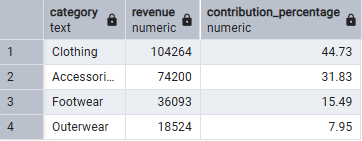 category revenue contribution_percentage
text numeric numeric
1 Clothing 104264 44.73
2 Accessori... 74200 31.83
3 Footwear 36093 15.49
4 Outerwear 18524 7.95